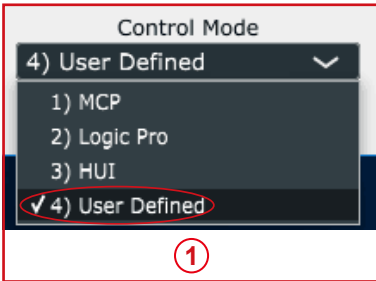 Control Mode
4) User Defined
1) MCP
2) Logic Pro
3) HUI
✓ 4) User Defined
1